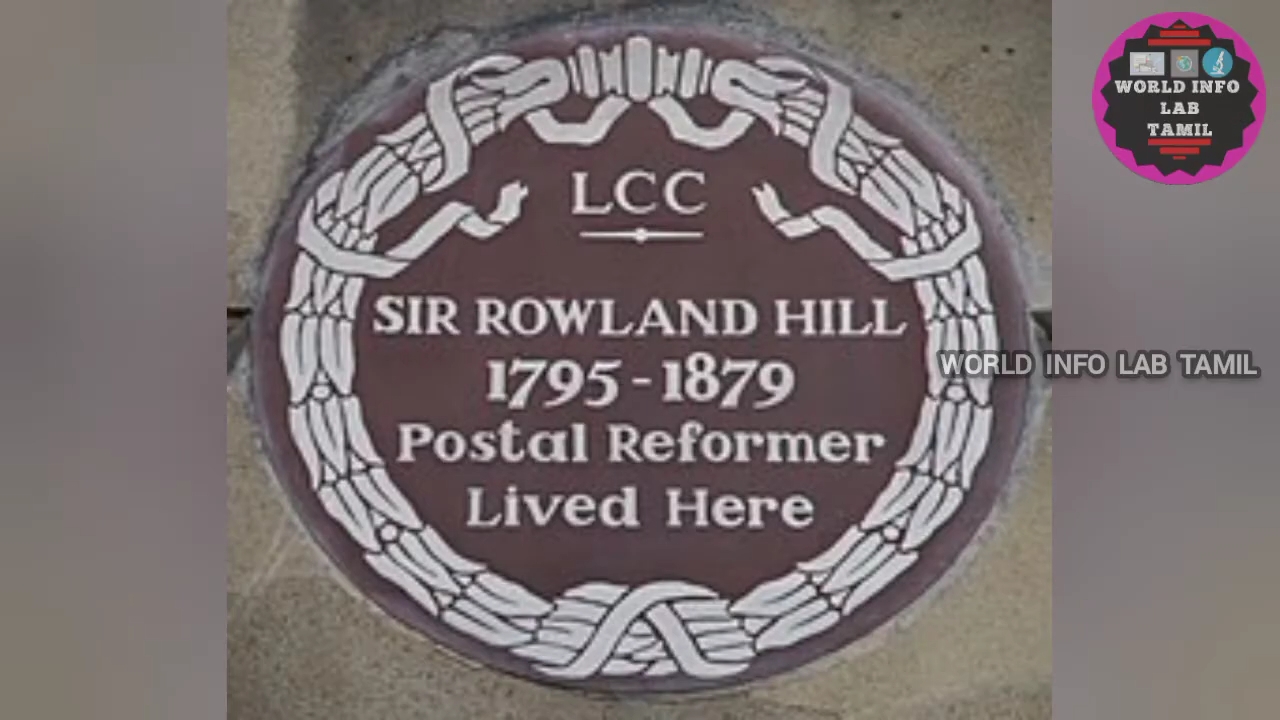 LCC
SIR ROWLAND HILL
1795-1879
Postal Reformer
Lived Here
WORLD INFO
LAB
TAMIL
WORLD INFO LAB TAMIL